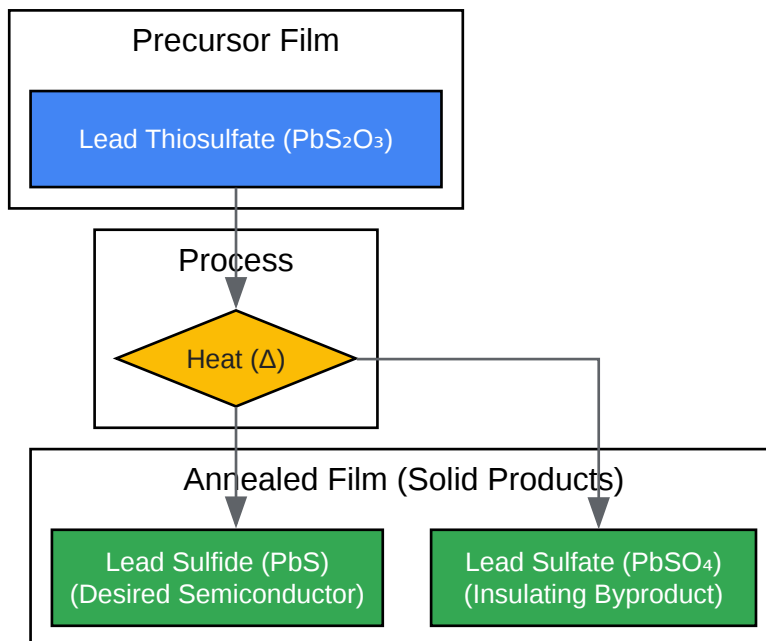 Precursor Film
Lead Thiosulfate (PbS₂O₃)
Process
Heat (Δ)
Annealed Film (Solid Products)
Lead Sulfide (PbS)
(Desired Semiconductor)
Lead Sulfate (PbSO₄)
(Insulating Byproduct)